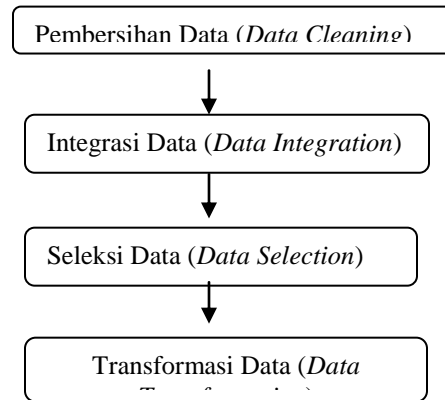 Pembersihan Data (Data Cleaning)
Integrasi Data (Data Integration)
Seleksi Data (Data Selection)
Transformasi Data (Data